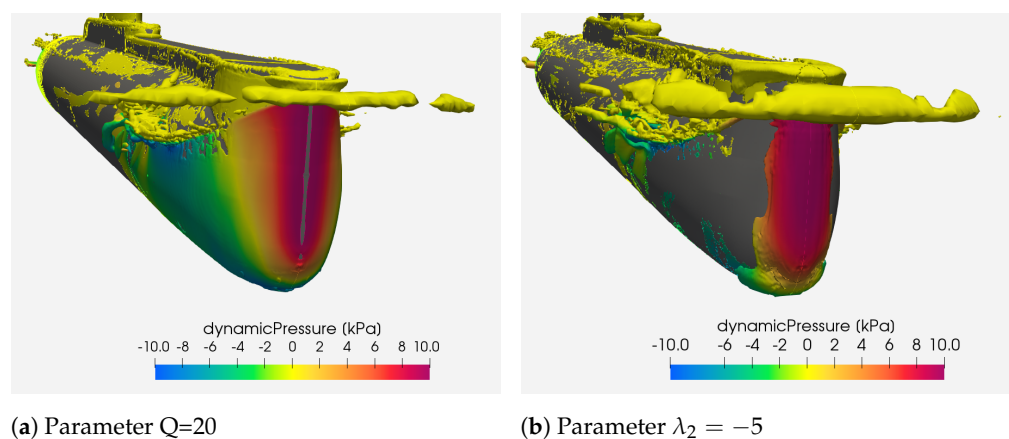 dynamicPressure (kPa)
-10.0 -6 -4 -2 0 2 4 6 8 10.0
dynamicPressure (kPa)
-10.0 -6 -4 -2 0 2 4 6 8 10.0
(a) Parameter Q=20
(b) Parameter λ₂ = −5